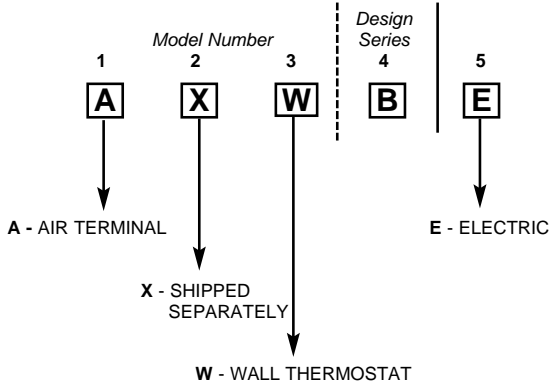 Model Number
Design
Series
1 2 3 4 5
A X W B E
A - AIR TERMINAL
E - ELECTRIC
X - SHIPPED
SEPARATELY
W - WALL THERMOSTAT